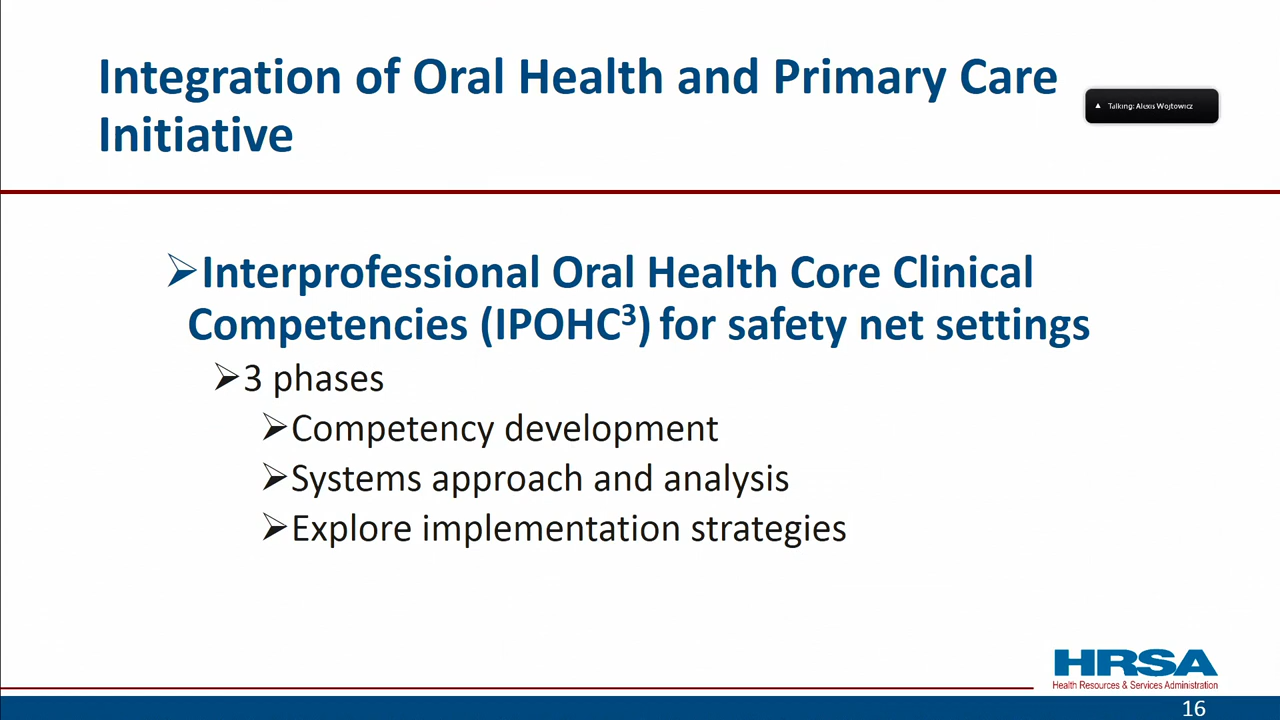 Integration of Oral Health and Primary Care
Initiative
Talking: Alexis Wojtowicz
➢Interprofessional Oral Health Core Clinical
Competencies (IPOHC³) for safety net settings
➢3 phases
➢Competency development
➢Systems approach and analysis
➢Explore implementation strategies
HRSA
Health Resources & Services Administration
16